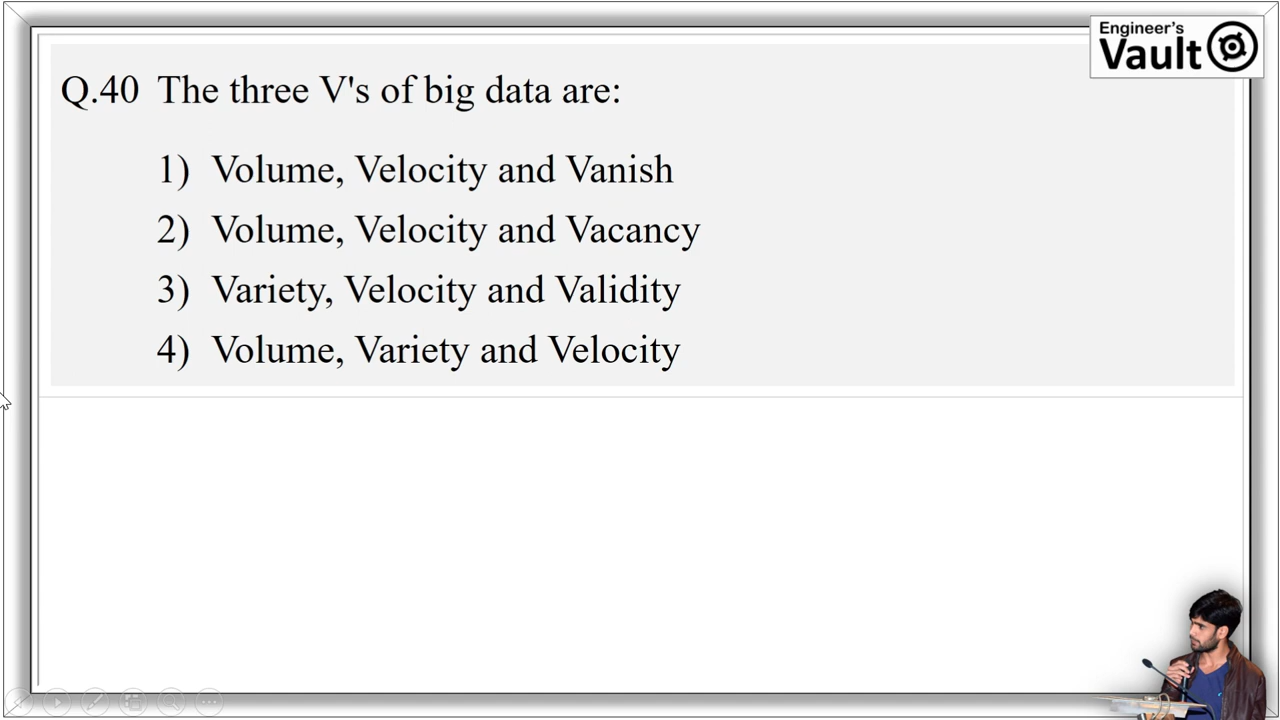 Engineer's
Vault
Q.40 The three V's of big data are:
1) Volume, Velocity and Vanish
2) Volume, Velocity and Vacancy
3) Variety, Velocity and Validity
4) Volume, Variety and Velocity